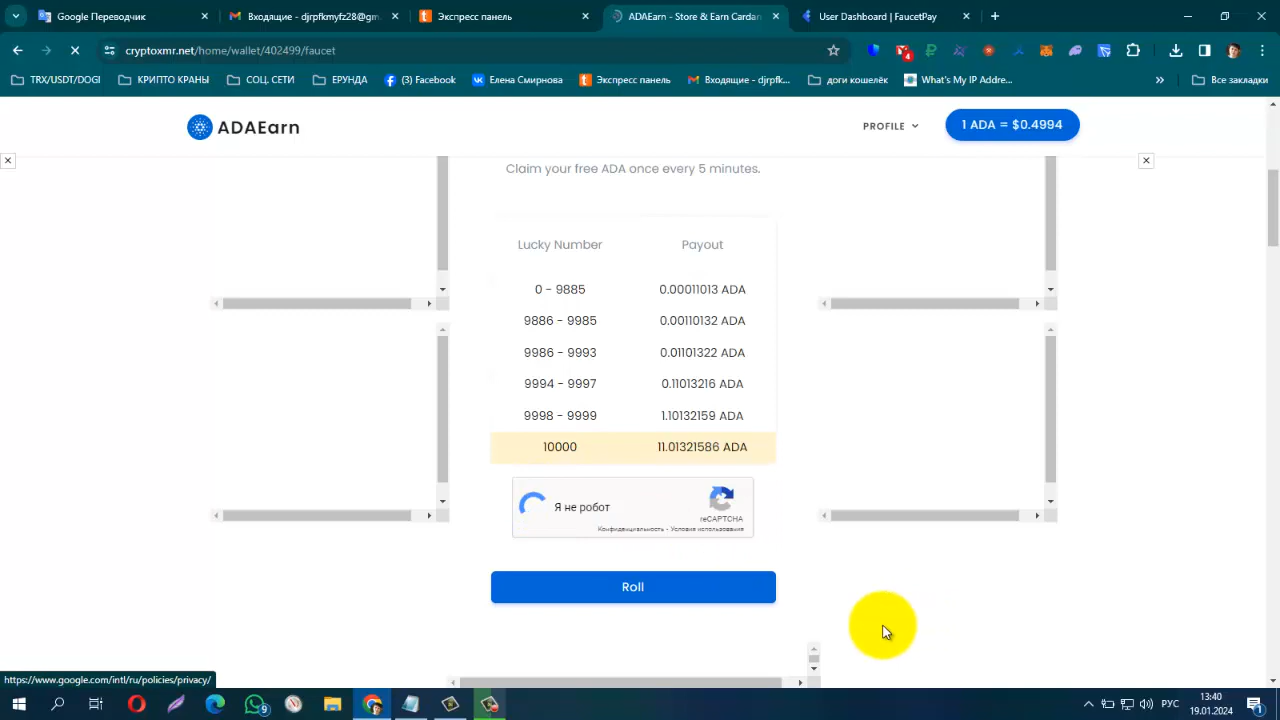 Google Переводчик
Входящие - djrpfkmyfz28@gm
Экспресс панель
ADAEarn - Store & Earn Cardan
User Dashboard | FaucetPay
cryptoxmr.net/home/wallet/402499/faucet
4
TRX/USDT/DOGI
КРИПТО КРАНЫ
СОЦ. СЕТИ
ЕРУНДА
(3) Facebook
Елена Смирнова
Экспресс панель
Входящие - djrpfkmy...
доги кошелёк
What's My IP Addre...
Все закладки
ADAEarn
PROFILE
1 ADA = $0.4994
Claim your free ADA once every 5 minutes.
Lucky Number Payout
0 - 9885 0.00011013 ADA
9886 - 9985 0.00110132 ADA
9986 - 9993 0.01101322 ADA
9994 - 9997 0.11013216 ADA
9998 - 9999 1.10132159 ADA
10000 11.01321586 ADA
Я не робот
reCAPTCHA
Конфиденциальность - Условия использования
Roll
https://www.google.com/intl/ru/policies/privacy/
9
РУС
13:40
19.01.2024
1